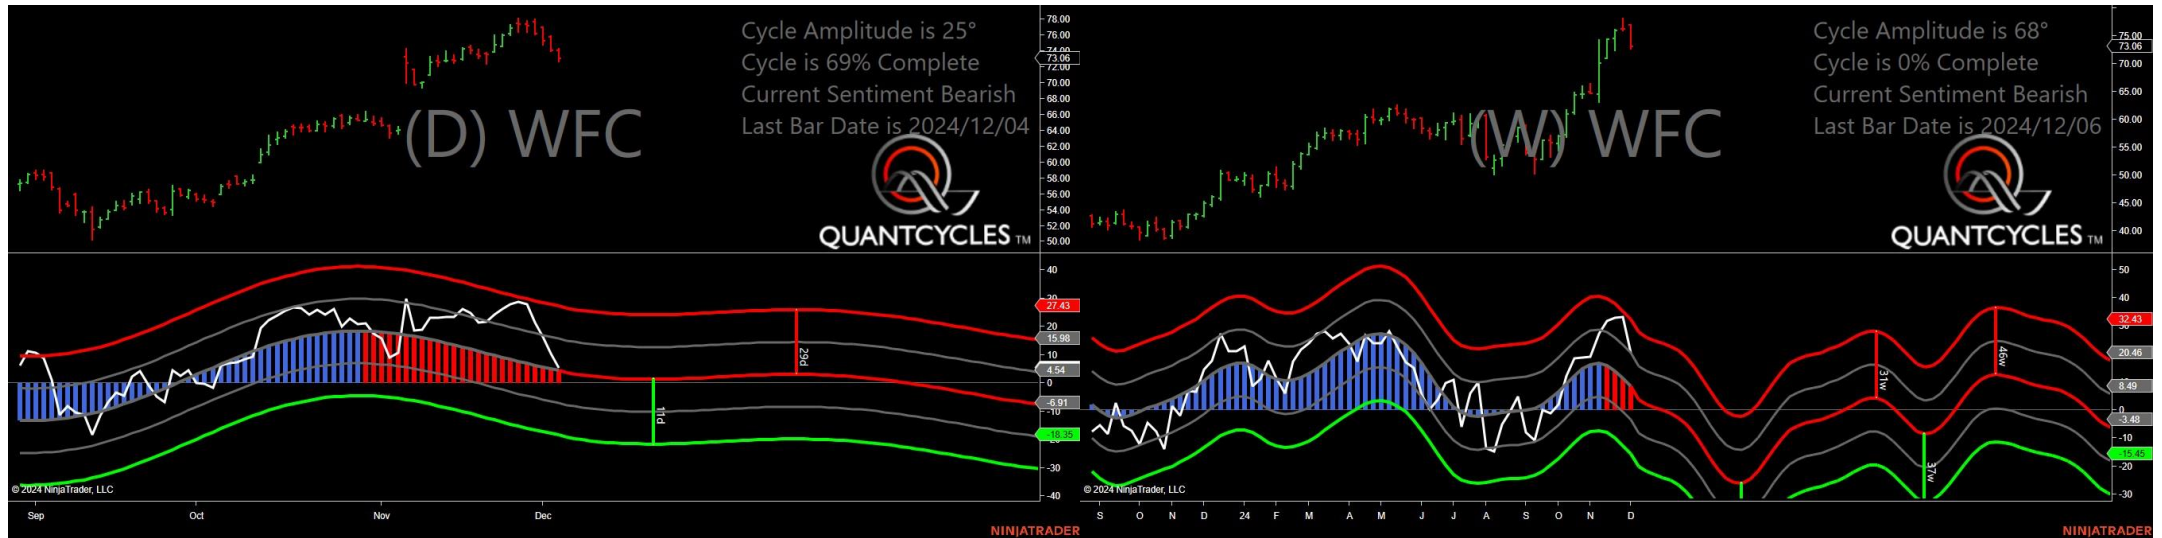 Cycle Amplitude is 25°
Cycle is 69% Complete
Current Sentiment Bearish
Last Bar Date is 2024/12/04
(D) WFC
QUANTCYCLES TM
78.00
76.00
74.00
73.06
72.00
70.00
68.00
66.00
64.00
62.00
60.00
58.00
56.00
54.00
52.00
50.00
40
27.43
20
15.98
10
4.54
0
-6.91
-10
-18.35
-30
-40
29d
11d
© 2024 NinjaTrader, LLC
Sep Oct Nov Dec
NINJATRADER
Cycle Amplitude is 68°
Cycle is 0% Complete
Current Sentiment Bearish
Last Bar Date is 2024/12/06
(W) WFC
QUANTCYCLES TM
75.00
73.06
70.00
65.00
60.00
55.00
50.00
45.00
40.00
50
40
32.43
20.46
8.49
0
-3.48
-10
-15.45
-20
-30
31w
46w
37w
© 2024 NinjaTrader, LLC
S O N D 24 F M A M J J A S O N D
NINJATRADER